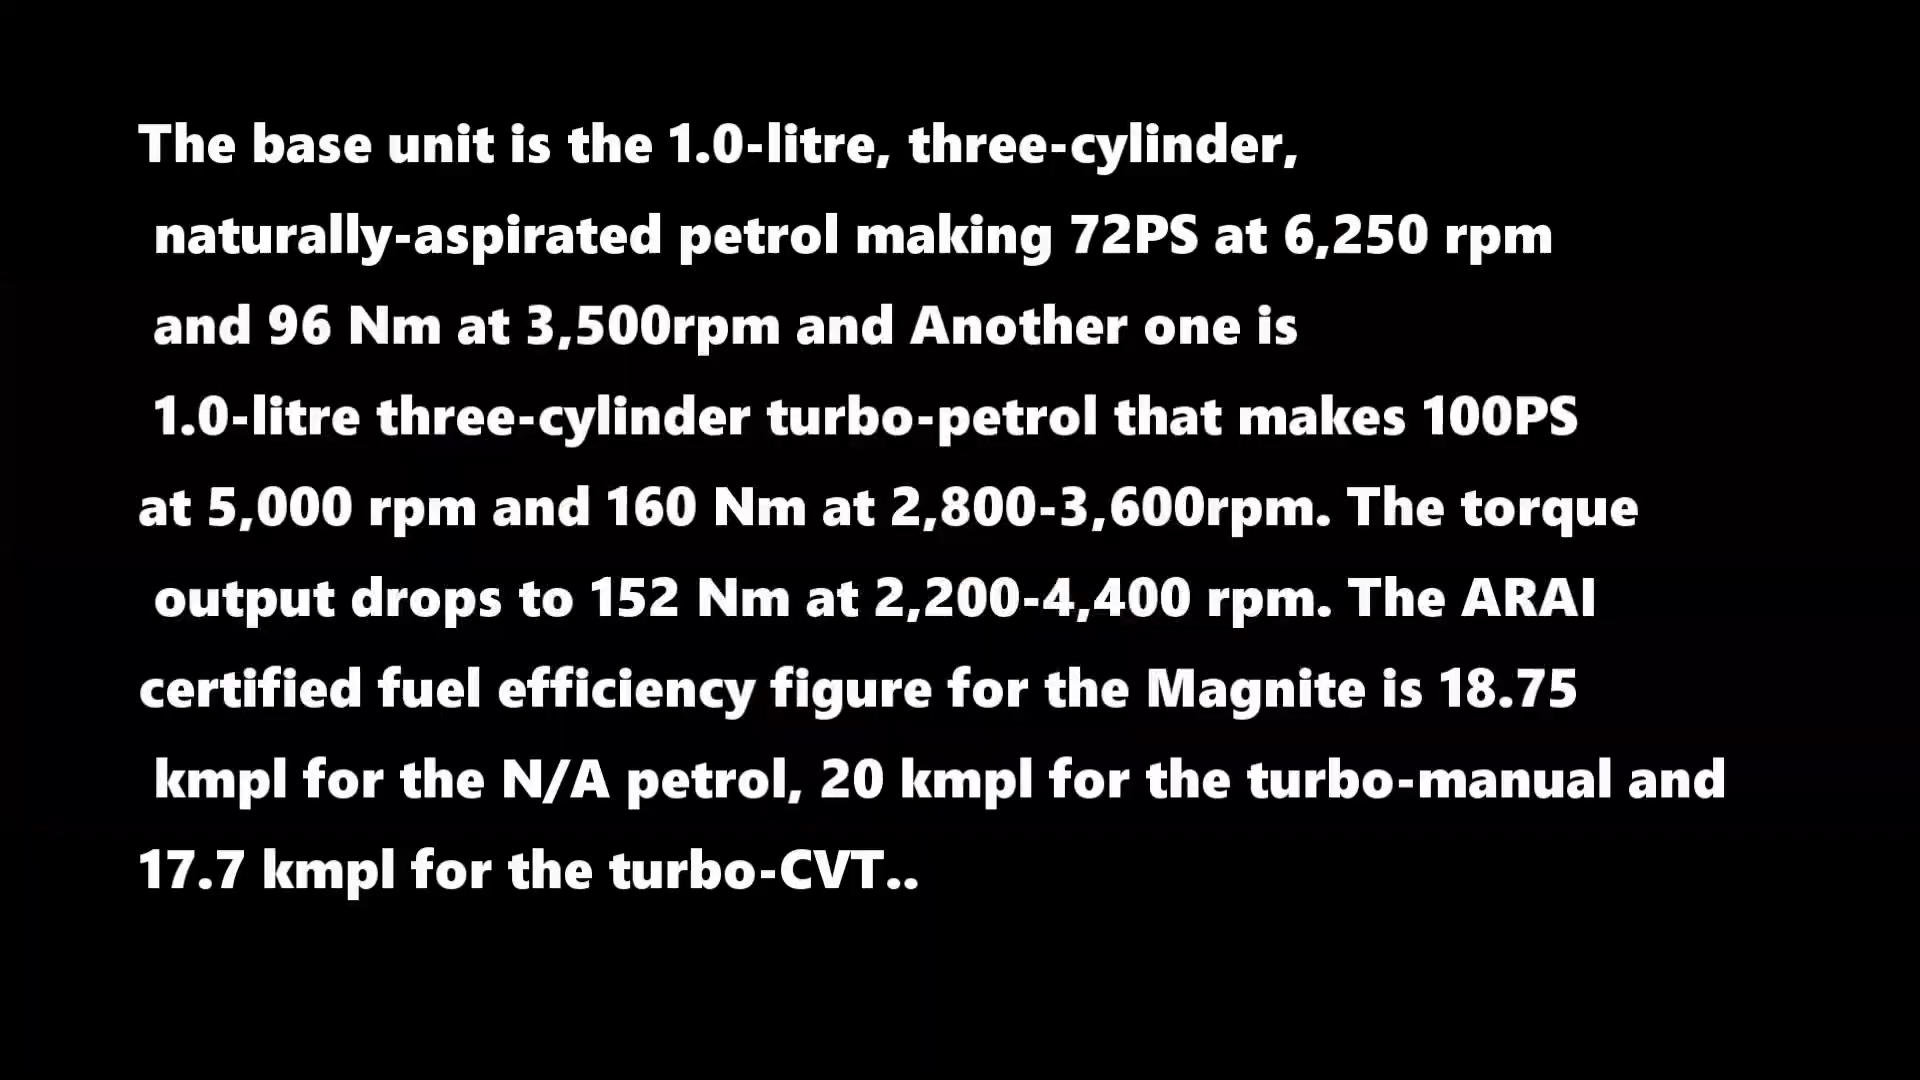 The base unit is the 1.0-litre, three-cylinder,
naturally-aspirated petrol making 72PS at 6,250 rpm
and 96 Nm at 3,500rpm and Another one is
1.0-litre three-cylinder turbo-petrol that makes 100PS
at 5,000 rpm and 160 Nm at 2,800-3,600rpm. The torque
output drops to 152 Nm at 2,200-4,400 rpm. The ARAI
certified fuel efficiency figure for the Magnite is 18.75
kmpl for the N/A petrol, 20 kmpl for the turbo-manual and
17.7 kmpl for the turbo-CVT..